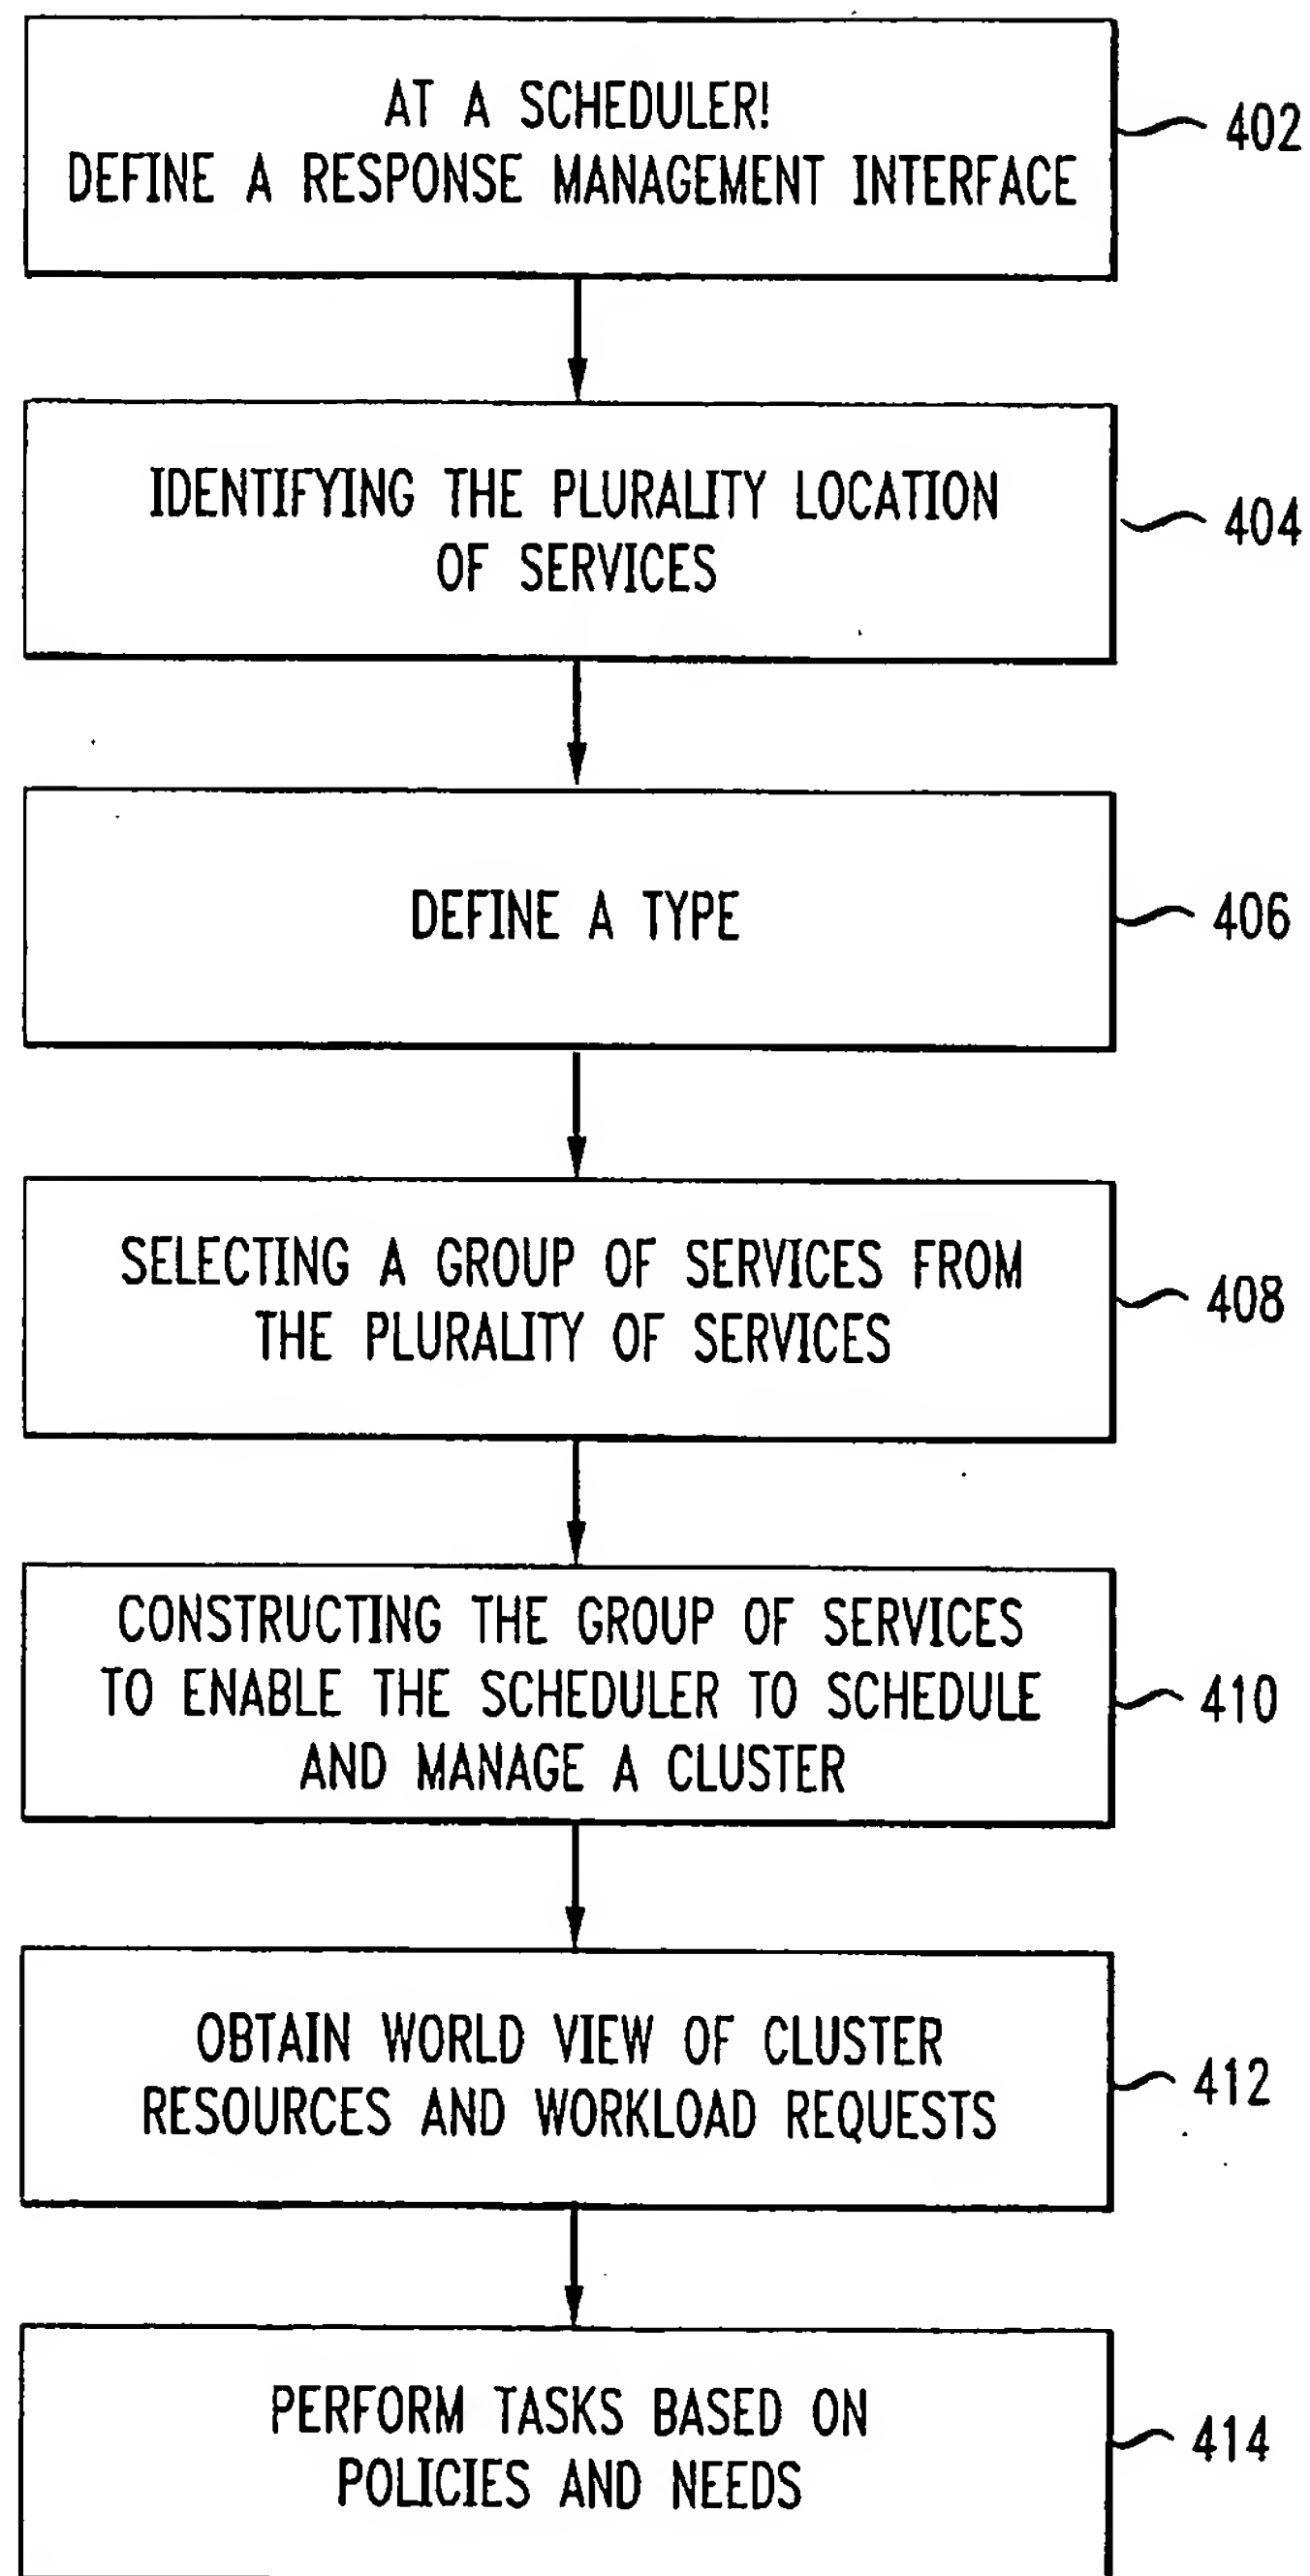 AT A SCHEDULER!
DEFINE A RESPONSE MANAGEMENT INTERFACE
402
IDENTIFYING THE PLURALITY LOCATION
OF SERVICES
404
DEFINE A TYPE
406
SELECTING A GROUP OF SERVICES FROM
THE PLURALITY OF SERVICES
408
CONSTRUCTING THE GROUP OF SERVICES
TO ENABLE THE SCHEDULER TO SCHEDULE
AND MANAGE A CLUSTER
410
OBTAIN WORLD VIEW OF CLUSTER
RESOURCES AND WORKLOAD REQUESTS
412
PERFORM TASKS BASED ON
POLICIES AND NEEDS
414